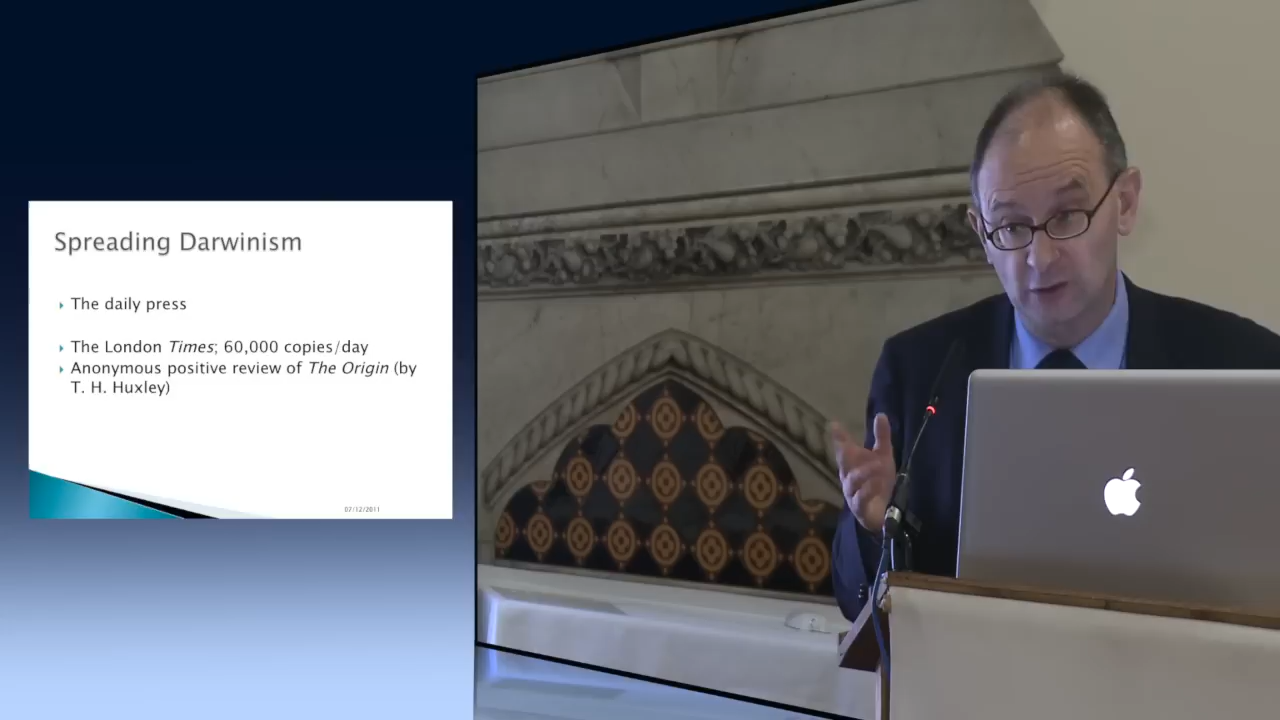 Spreading Darwinism
The daily press
The London Times; 60,000 copies/day
Anonymous positive review of The Origin (by
T. H. Huxley)
07/12/2011